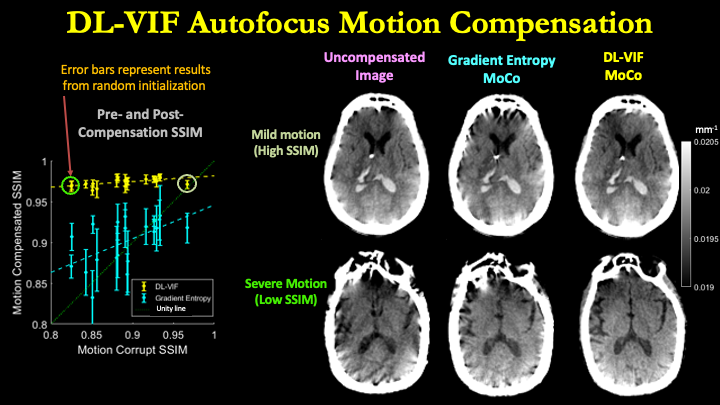 DL-VIF Autofocus Motion Compensation
Error bars represent results
from random initialization
Pre- and Post-
Compensation SSIM
Motion Compensated SSIM
1
0.95
0.9
0.85
0.8
0.8
0.85
0.9
0.95
1
Motion Corrupt SSIM
DL-VIF
Gradient Entropy
Unity line
Uncompensated
Image
Gradient Entropy
MoCo
DL-VIF
MoCo
Mild motion
(High SSIM)
Severe Motion
(Low SSIM)
mm-1
0.0205
0.02
0.0195
0.019